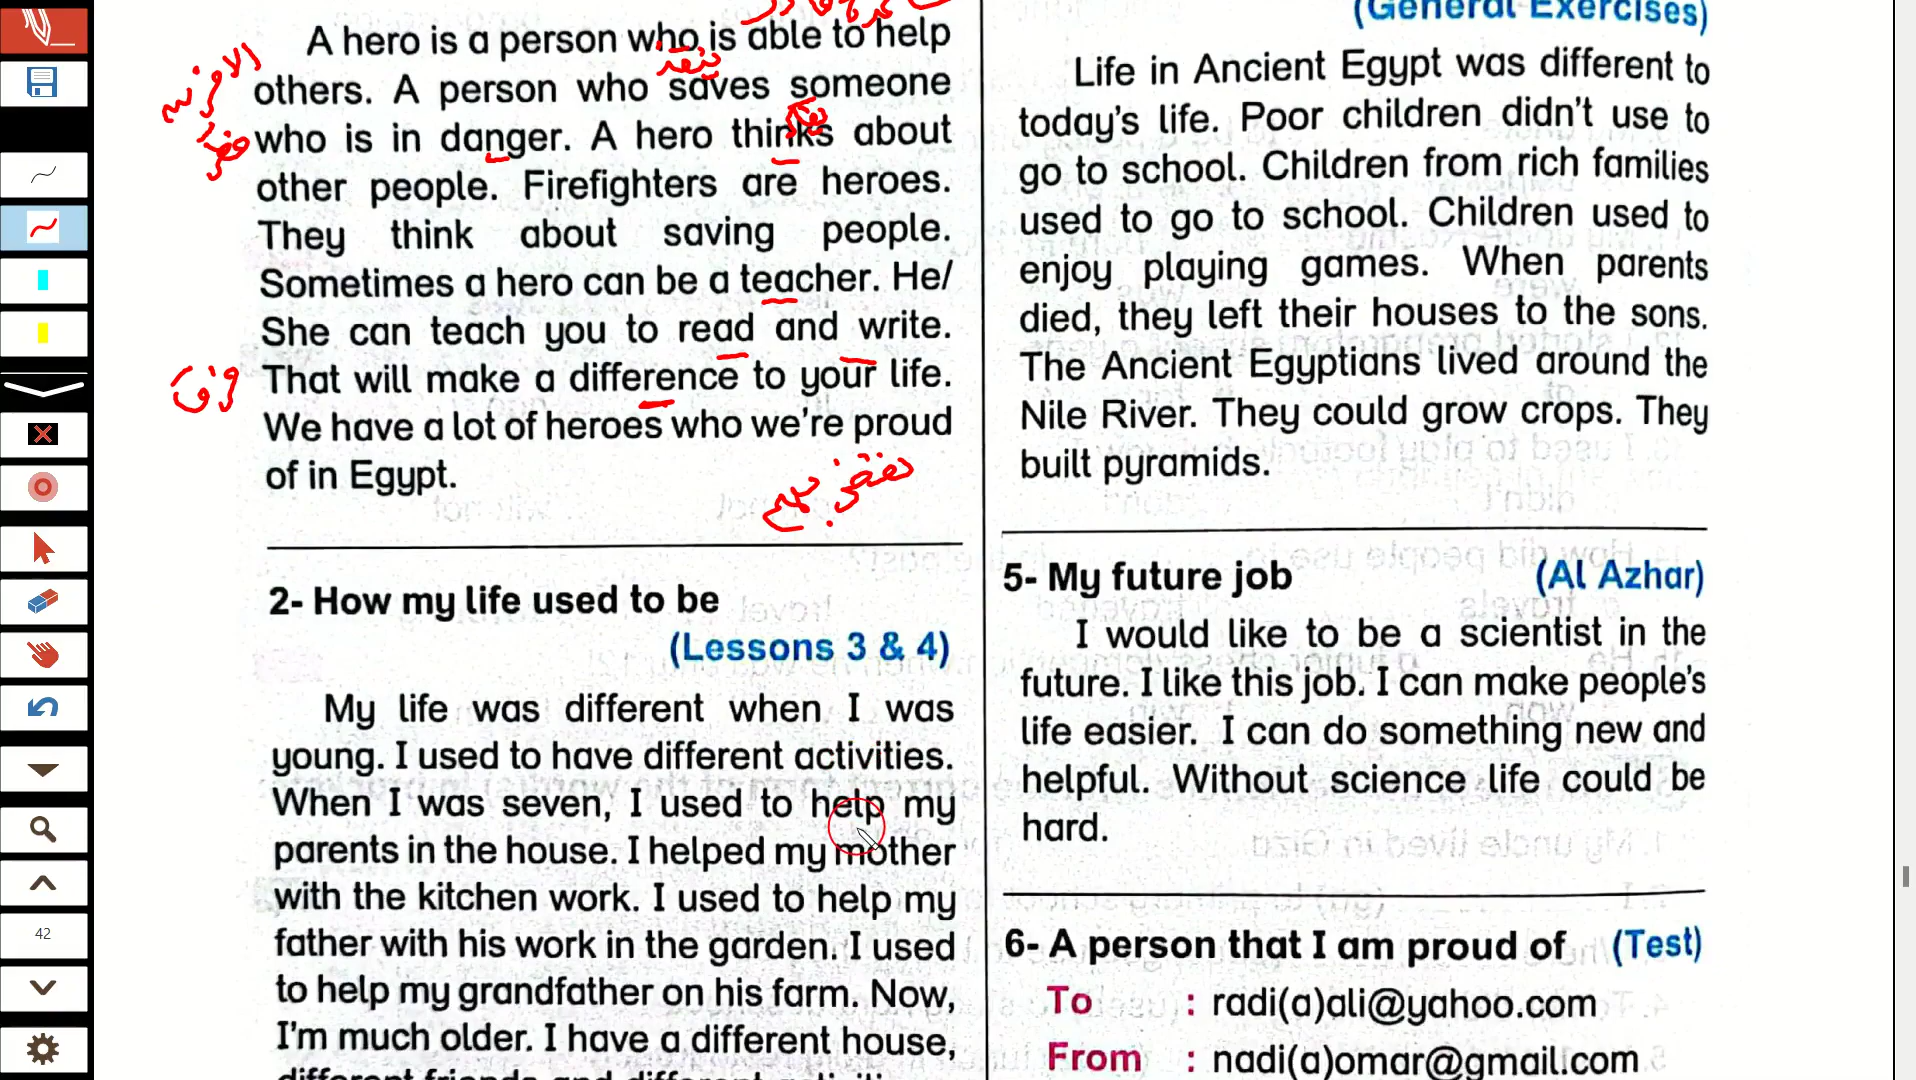 A hero is a person who is able to help
others. A person who saves someone
who is in danger. A hero thinks about
other people. Firefighters are heroes.
They think about saving people.
Sometimes a hero can be a teacher. He/
She can teach you to read and write.
That will make a difference to your life.
We have a lot of heroes who we're proud
of in Egypt.
الاخرين
ينقذ
يفكر
فرق
نفتخر بهم
2- How my life used to be
(Lessons 3 & 4)
My life was different when I was
young. I used to have different activities.
When I was seven, I used to help my
parents in the house. I helped my mother
with the kitchen work. I used to help my
father with his work in the garden. I used
to help my grandfather on his farm. Now,
I'm much older. I have a different house,
(General Exercises)
Life in Ancient Egypt was different to
today's life. Poor children didn't use to
go to school. Children from rich families
used to go to school. Children used to
enjoy playing games. When parents
died, they left their houses to the sons.
The Ancient Egyptians lived around the
Nile River. They could grow crops. They
built pyramids.
5- My future job (Al Azhar)
I would like to be a scientist in the
future. I like this job. I can make people's
life easier. I can do something new and
helpful. Without science life could be
hard.
6- A person that I am proud of (Test)
To : radi(a)ali@yahoo.com
From : nadi(a)omar@gmail.com
42